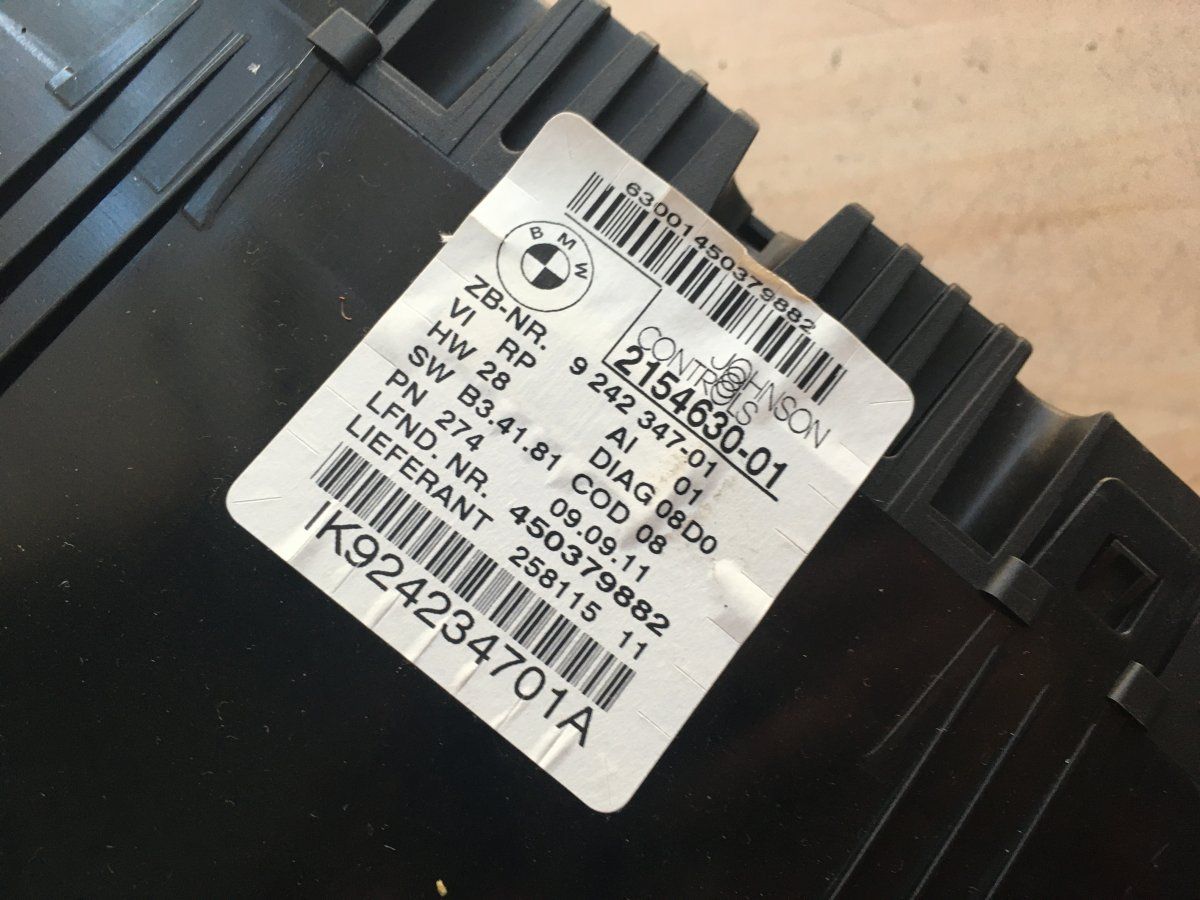 63001450379882
BMW
JOHNSON
CONTROLS
2154630-01
ZB-NR. 9 242 347-01
VI RP AI 01
HW 28 DIAG 08D0
SW B3.41.81 COD 08
PN 274 09.09.11
LFND. NR. 450379882
LIEFERANT 258115 11
IK924234701A